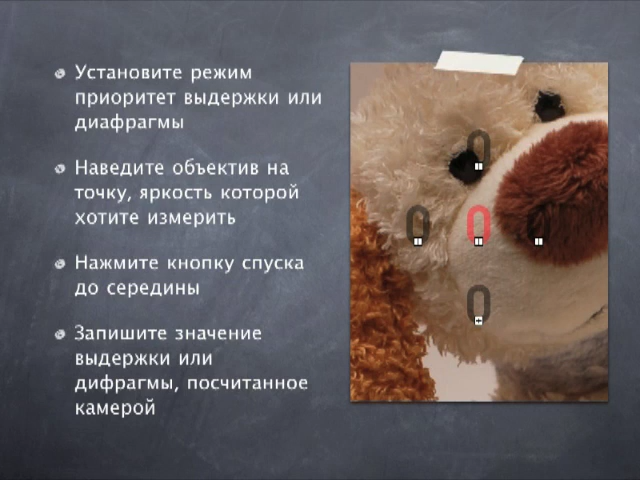 Установите режим
приоритет выдержки или
диафрагмы
Наведите объектив на
точку, яркость которой
хотите измерить
Нажмите кнопку спуска
до середины
Запишите значение
выдержки или
дифрагмы, посчитанное
камерой